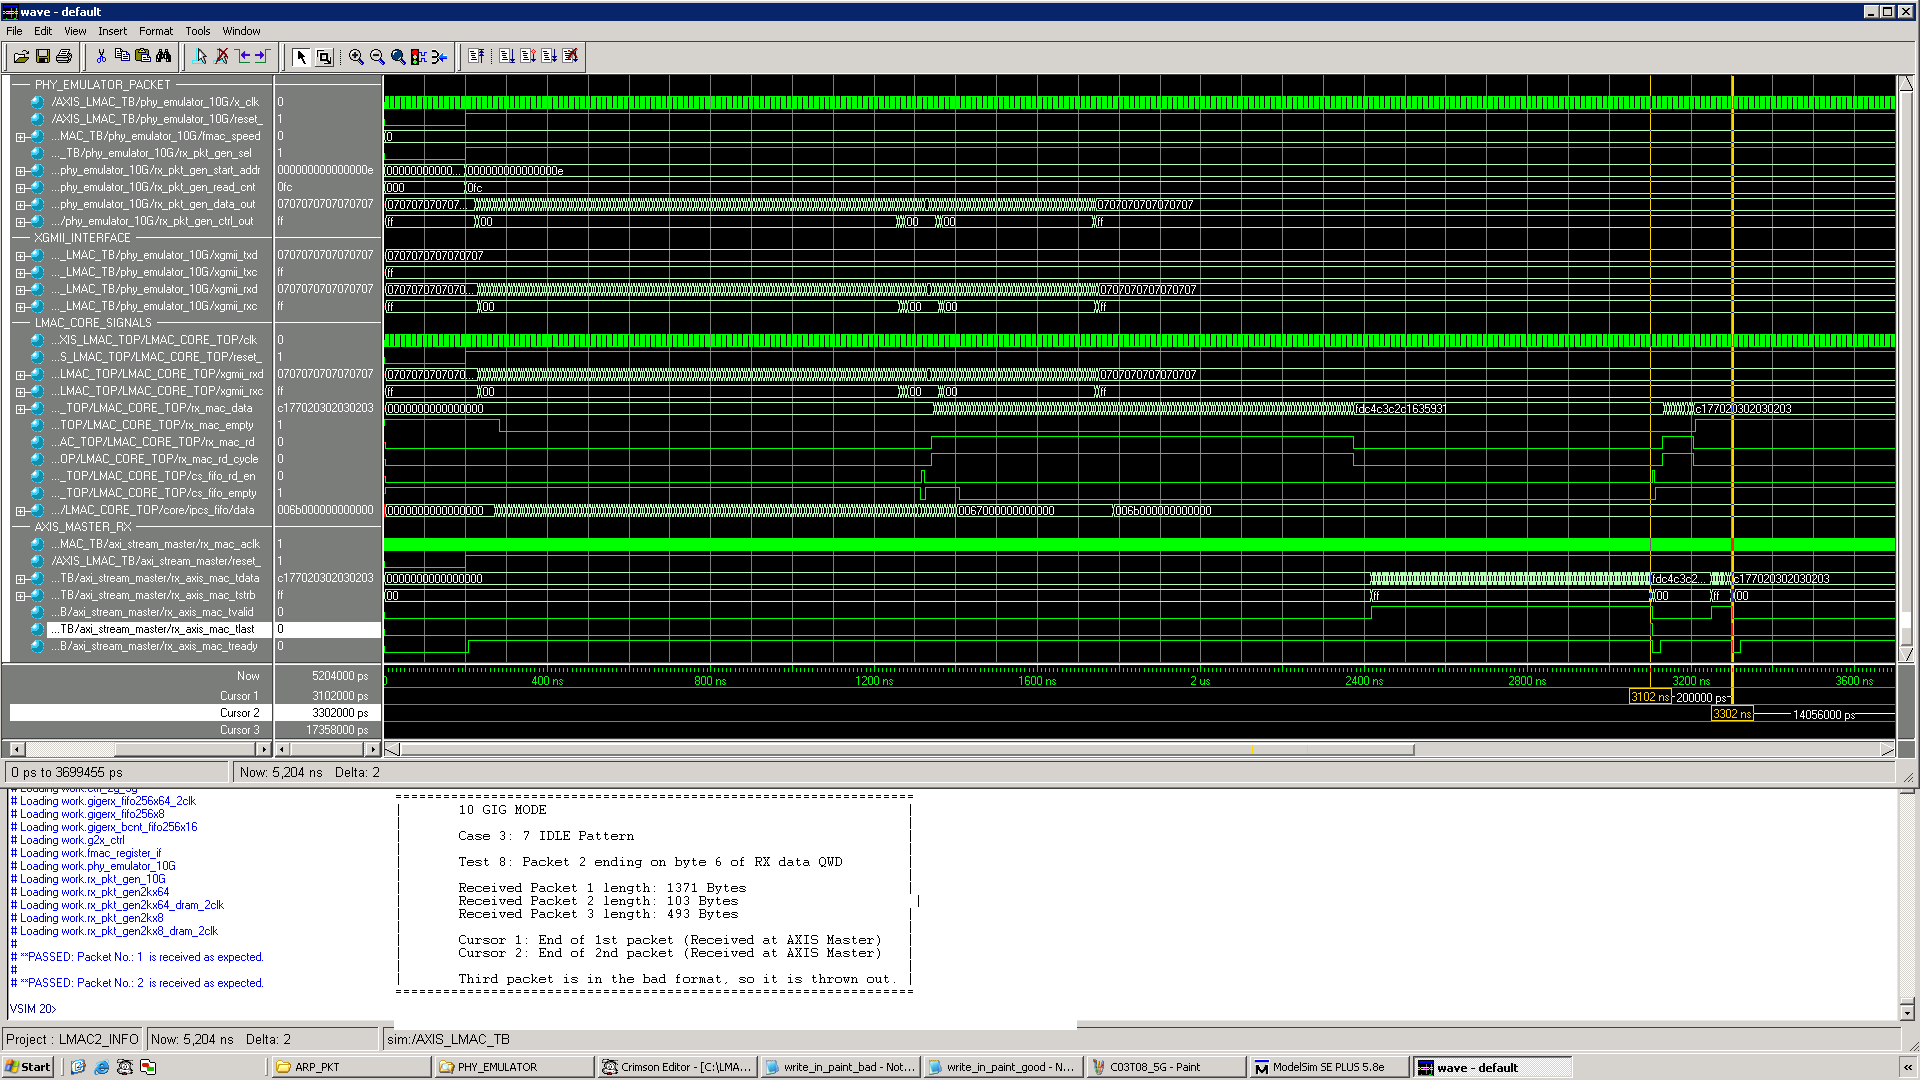 wave - default
File Edit View Insert Format Tools Window
PHY_EMULATOR_PACKET
/AXIS_LMAC_TB/phy_emulator_10G/x_clk 0
/AXIS_LMAC_TB/phy_emulator_10G/reset_ 1
...MAC_TB/phy_emulator_10G/fmac_speed 0 0
..._TB/phy_emulator_10G/rx_pkt_gen_sel 1
...phy_emulator_10G/rx_pkt_gen_start_addr 000000000000000e 00000000000... 000000000000000e
...phy_emulator_10G/rx_pkt_gen_read_cnt 0fc 000 0fc
...phy_emulator_10G/rx_pkt_gen_data_out 0707070707070707 070707070707... 0707070707070707
.../phy_emulator_10G/rx_pkt_gen_ctrl_out ff ff 00 00 00 ff
XGMII_INTERFACE
..._LMAC_TB/phy_emulator_10G/xgmii_txd 0707070707070707 0707070707070707
..._LMAC_TB/phy_emulator_10G/xgmii_txc ff ff
..._LMAC_TB/phy_emulator_10G/xgmii_rxd 0707070707070707 0707070707070... 0707070707070707
..._LMAC_TB/phy_emulator_10G/xgmii_rxc ff ff 00 00 00 ff
LMAC_CORE_SIGNALS
...XIS_LMAC_TOP/LMAC_CORE_TOP/clk 0
...S_LMAC_TOP/LMAC_CORE_TOP/reset_ 1
...LMAC_TOP/LMAC_CORE_TOP/xgmii_rxd 0707070707070707 0707070707070... 0707070707070707
...LMAC_TOP/LMAC_CORE_TOP/xgmii_rxc ff ff 00 00 00 ff
..._TOP/LMAC_CORE_TOP/rx_mac_data c177020302030203 0000000000000000 fdc4c3c2c1635931 c177020302030203
...TOP/LMAC_CORE_TOP/rx_mac_empty 1
...AC_TOP/LMAC_CORE_TOP/rx_mac_rd 0
...OP/LMAC_CORE_TOP/rx_mac_rd_cycle 0
..._TOP/LMAC_CORE_TOP/cs_fifo_rd_en 0
..._TOP/LMAC_CORE_TOP/cs_fifo_empty 1
.../LMAC_CORE_TOP/core/ipcs_fifo/data 006b000000000000 0000000000000000 0067000000000000 006b000000000000
AXIS_MASTER_RX
...MAC_TB/axi_stream_master/rx_mac_aclk 1
/AXIS_LMAC_TB/axi_stream_master/reset_ 1
...TB/axi_stream_master/rx_axis_mac_tdata c177020302030203 0000000000000000 fdc4c3c2... c177020302030203
...TB/axi_stream_master/rx_axis_mac_tstrb ff 00 ff 00 ff 00
...B/axi_stream_master/rx_axis_mac_tvalid 0
...TB/axi_stream_master/rx_axis_mac_tlast 0
...B/axi_stream_master/rx_axis_mac_tready 0
Now 5204000 ps 0 400 ns 800 ns 1200 ns 1600 ns 2 us 2400 ns 2800 ns 3200 ns 3600 ns
Cursor 1 3102000 ps 3102 ns 200000 ps
Cursor 2 3302000 ps 3302 ns 14056000 ps
Cursor 3 17358000 ps
0 ps to 3699455 ps Now: 5,204 ns Delta: 2
# Loading work.ctrl_2g_5g
# Loading work.gigerx_fifo256x64_2clk
# Loading work.gigerx_fifo256x8
# Loading work.gigerx_bcnt_fifo256x16
# Loading work.g2x_ctrl
# Loading work.fmac_register_if
# Loading work.phy_emulator_10G
# Loading work.rx_pkt_gen_10G
# Loading work.rx_pkt_gen2kx64
# Loading work.rx_pkt_gen2kx64_dram_2clk
# Loading work.rx_pkt_gen2kx8
# Loading work.rx_pkt_gen2kx8_dram_2clk
#
# **PASSED: Packet No.: 1 is received as expected.
#
# **PASSED: Packet No.: 2 is received as expected.
VSIM 20>
10 GIG MODE
Case 3: 7 IDLE Pattern
Test 8: Packet 2 ending on byte 6 of RX data QWD
Received Packet 1 length: 1371 Bytes
Received Packet 2 length: 103 Bytes
Received Packet 3 length: 493 Bytes
Cursor 1: End of 1st packet (Received at AXIS Master)
Cursor 2: End of 2nd packet (Received at AXIS Master)
Third packet is in the bad format, so it is thrown out.
Project : LMAC2_INFO Now: 5,204 ns Delta: 2 sim:/AXIS_LMAC_TB
Start ARP_PKT PHY_EMULATOR Crimson Editor - [C:\LMA... write_in_paint_bad - Not... write_in_paint_good - N... C03T08_5G - Paint ModelSim SE PLUS 5.8e wave - default